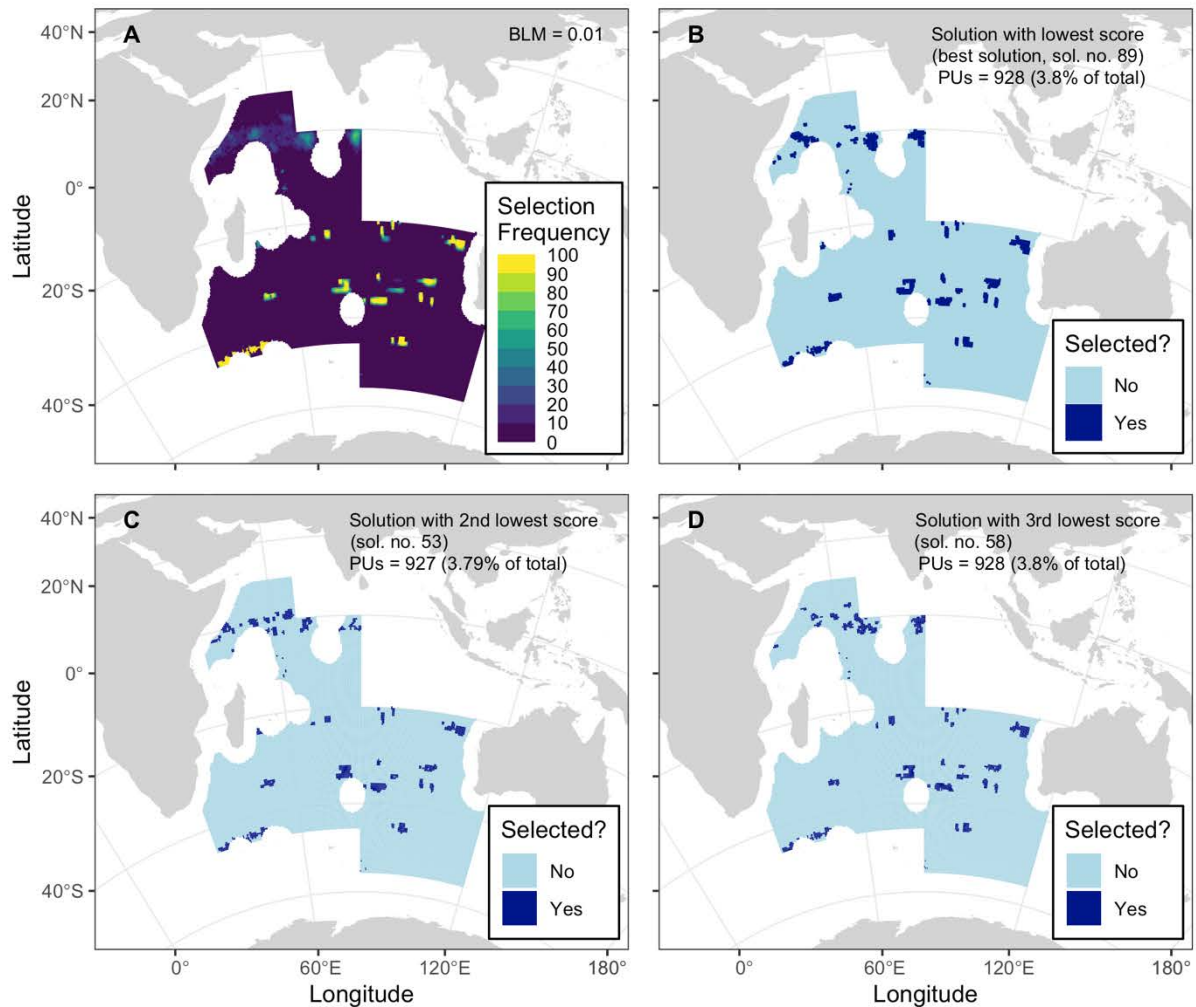 A
BLM = 0.01
40°N
20°N
0°
20°S
40°S
Latitude
Selection
Frequency
100
90
80
70
60
50
40
30
20
10
0
B
Solution with lowest score
(best solution, sol. no. 89)
PUs = 928 (3.8% of total)
Selected?
No
Yes
C
Solution with 2nd lowest score
(sol. no. 53)
PUs = 927 (3.79% of total)
40°N
20°N
0°
20°S
40°S
Latitude
Selected?
No
Yes
0°
60°E
120°E
180°
Longitude
D
Solution with 3rd lowest score
(sol. no. 58)
PUs = 928 (3.8% of total)
Selected?
No
Yes
0°
60°E
120°E
180°
Longitude